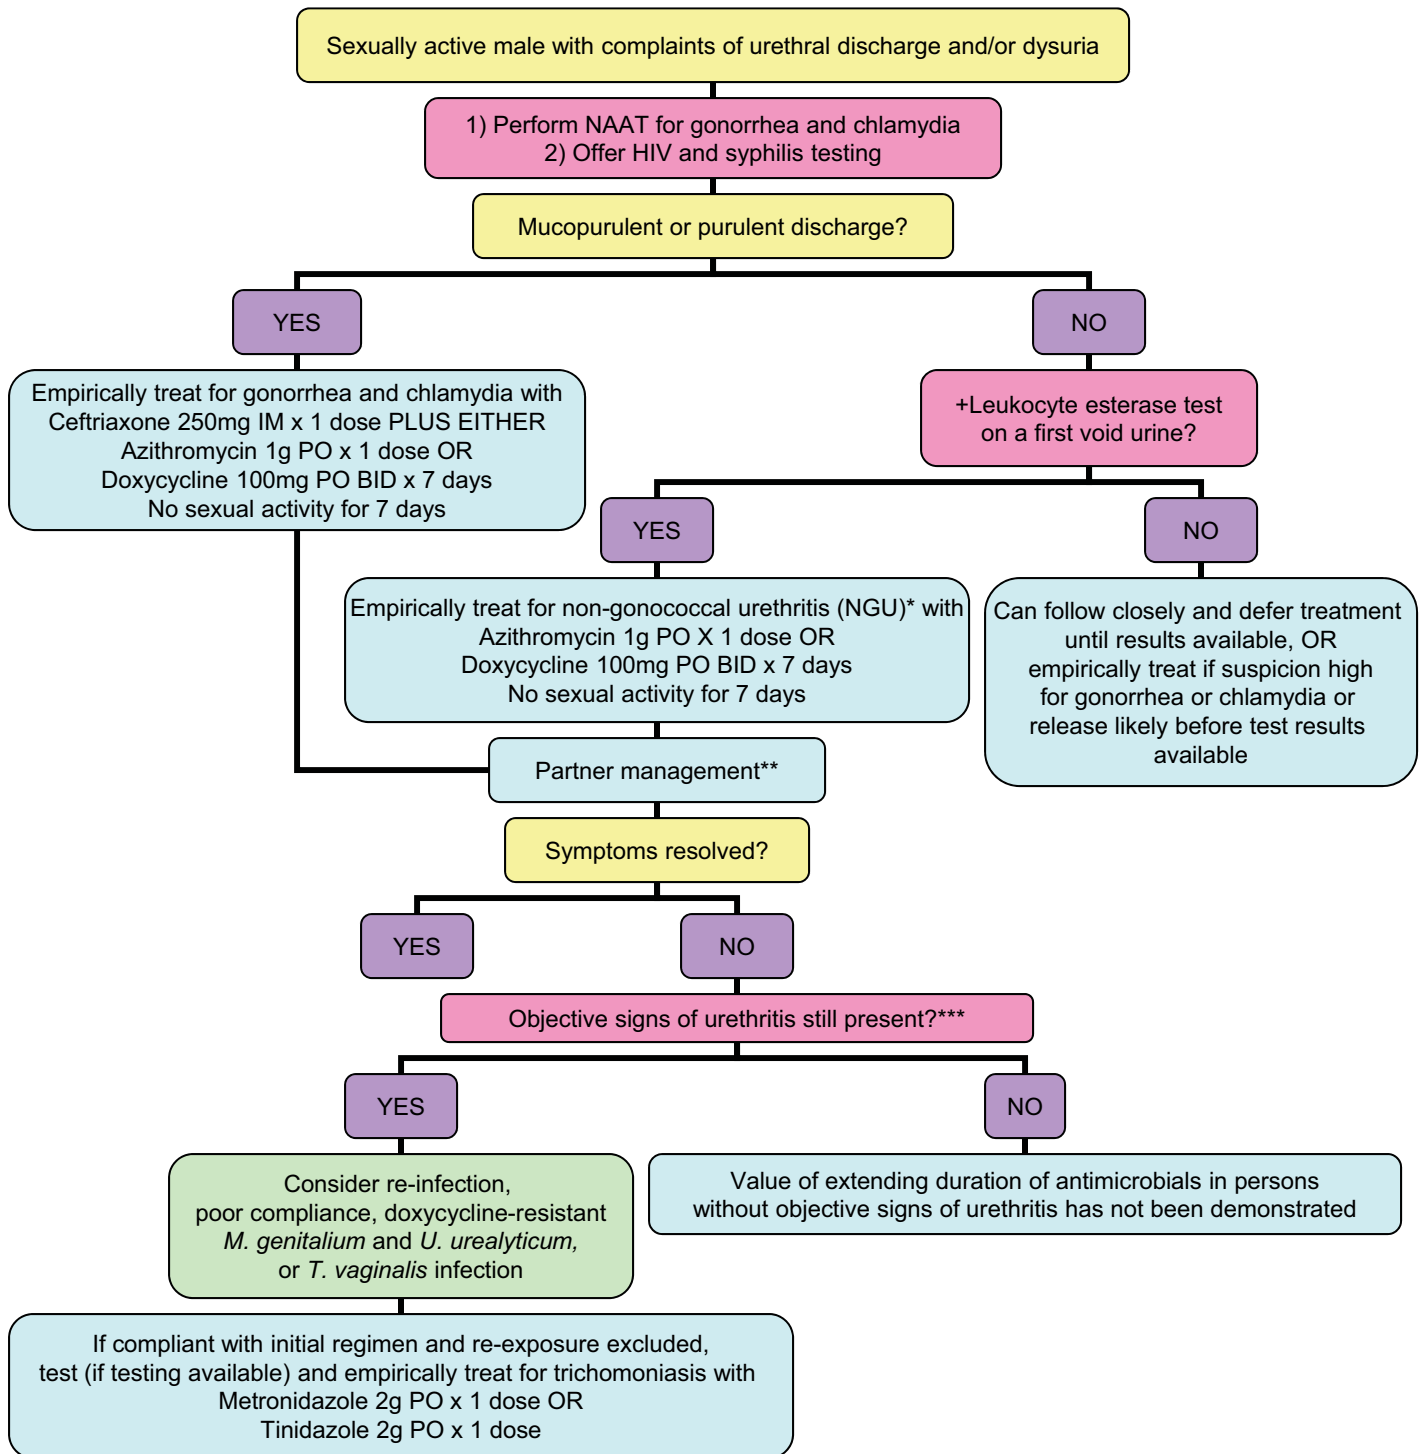 Sexually active male with complaints of urethral discharge and/or dysuria
1) Perform NAAT for gonorrhea and chlamydia
2) Offer HIV and syphilis testing
Mucopurulent or purulent discharge?
YES
NO
Empirically treat for gonorrhea and chlamydia with
Ceftriaxone 250mg IM x 1 dose PLUS EITHER
Azithromycin 1g PO x 1 dose OR
Doxycycline 100mg PO BID x 7 days
No sexual activity for 7 days
+Leukocyte esterase test
on a first void urine?
YES
NO
Empirically treat for non-gonococcal urethritis (NGU)* with
Azithromycin 1g PO X 1 dose OR
Doxycycline 100mg PO BID x 7 days
No sexual activity for 7 days
Can follow closely and defer treatment
until results available, OR
empirically treat if suspicion high
for gonorrhea or chlamydia or
release likely before test results
available
Partner management**
Symptoms resolved?
YES
NO
Objective signs of urethritis still present?***
YES
NO
Consider re-infection,
poor compliance, doxycycline-resistant
M. genitalium and U. urealyticum,
or T. vaginalis infection
Value of extending duration of antimicrobials in persons
without objective signs of urethritis has not been demonstrated
If compliant with initial regimen and re-exposure excluded,
test (if testing available) and empirically treat for trichomoniasis with
Metronidazole 2g PO x 1 dose OR
Tinidazole 2g PO x 1 dose